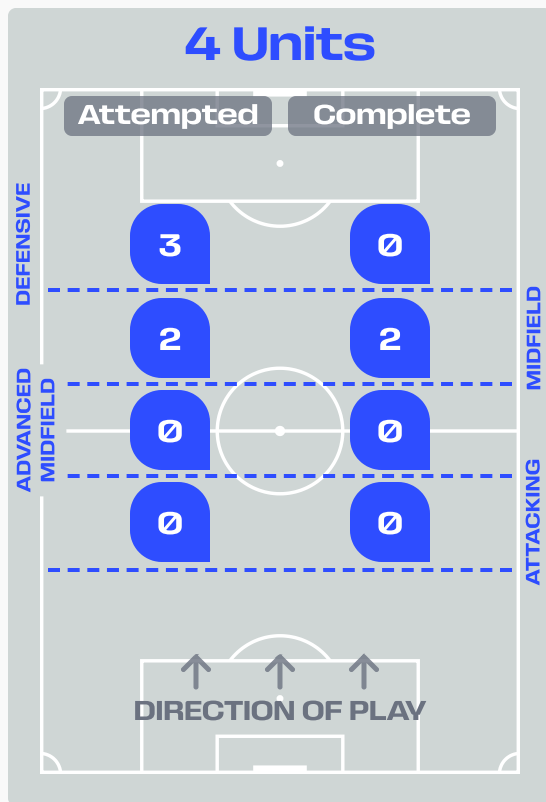 4 Units
Attempted
Complete
DEFENSIVE
3
0
MIDFIELD
2
2
ADVANCED
MIDFIELD
0
0
ATTACKING
0
0
DIRECTION OF PLAY